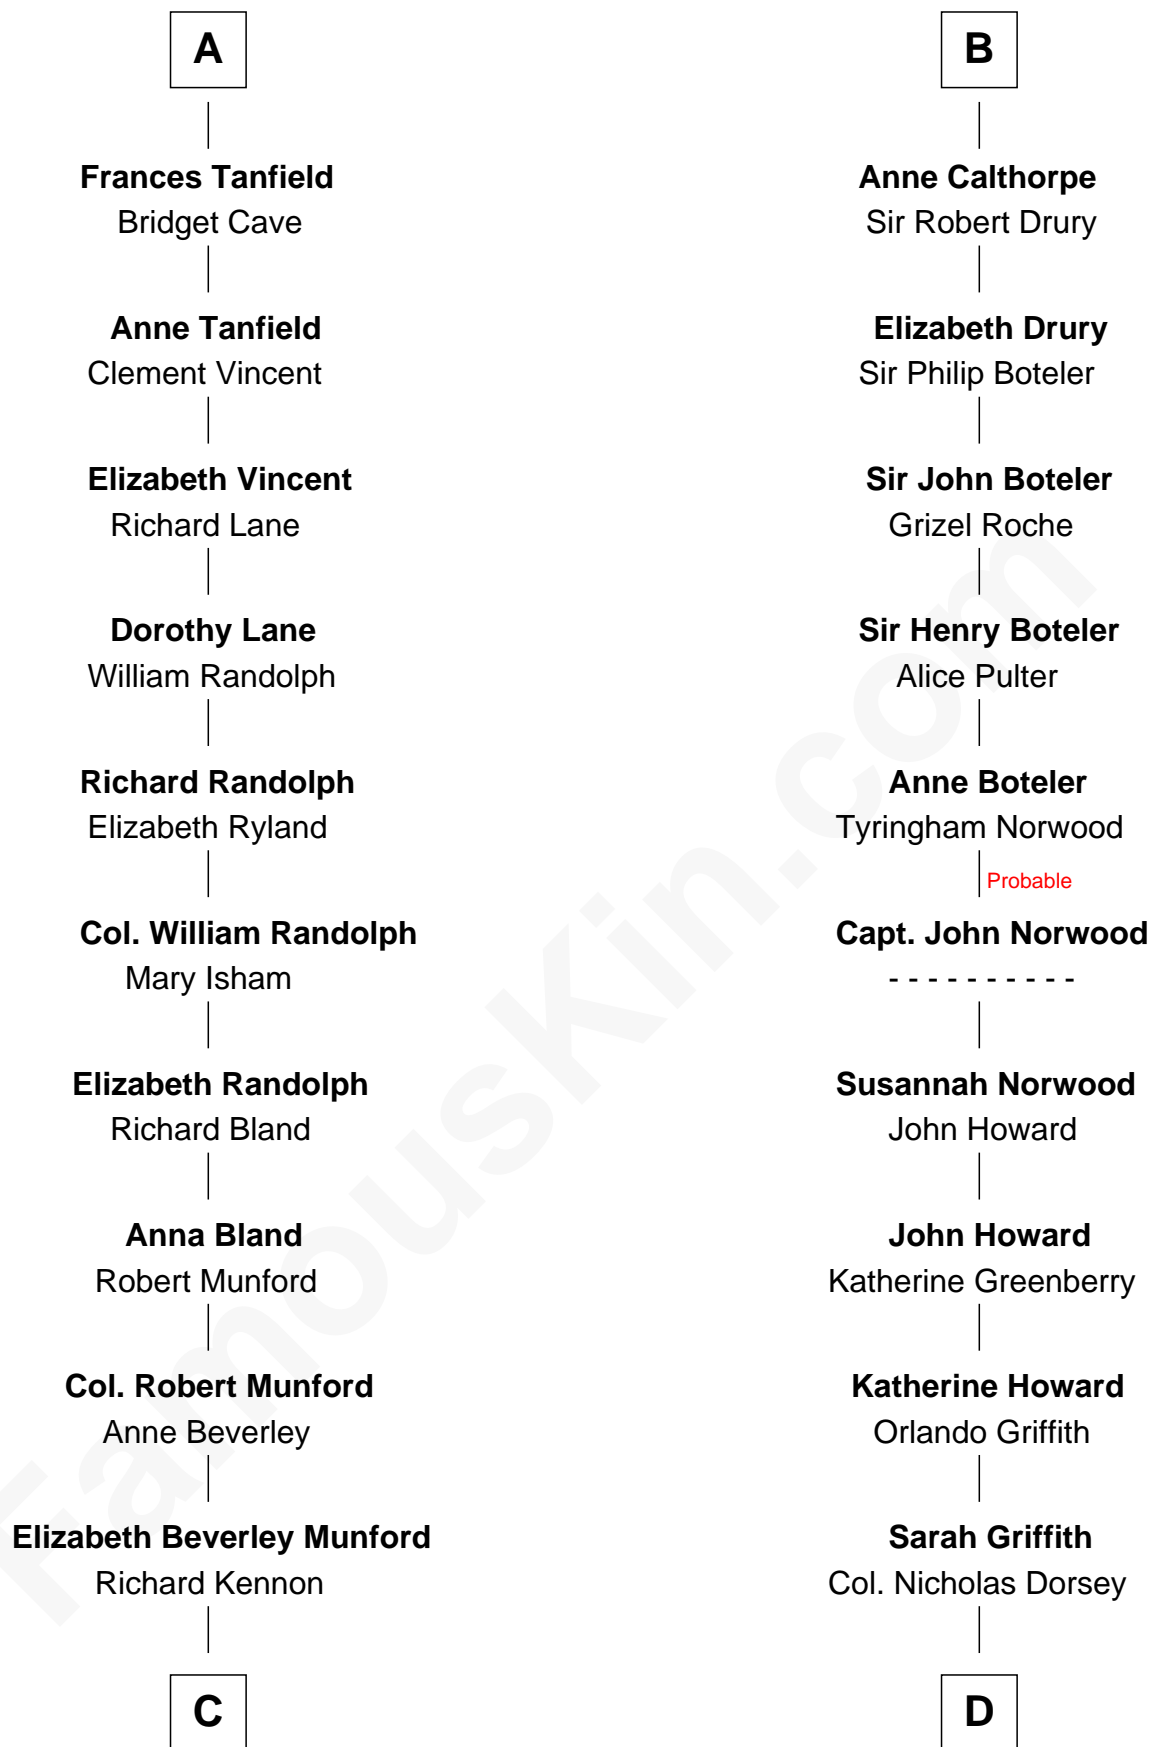 A
Frances Tanfield
Bridget Cave
Anne Tanfield
Clement Vincent
Elizabeth Vincent
Richard Lane
Dorothy Lane
William Randolph
Richard Randolph
Elizabeth Ryland
Col. William Randolph
Mary Isham
Elizabeth Randolph
Richard Bland
Anna Bland
Robert Munford
Col. Robert Munford
Anne Beverley
Elizabeth Beverley Munford
Richard Kennon
C
B
Anne Calthorpe
Sir Robert Drury
Elizabeth Drury
Sir Philip Boteler
Sir John Boteler
Grizel Roche
Sir Henry Boteler
Alice Pulter
Anne Boteler
Tyringham Norwood
Probable
Capt. John Norwood
- - - - - - - - - -
Susannah Norwood
John Howard
John Howard
Katherine Greenberry
Katherine Howard
Orlando Griffith
Sarah Griffith
Col. Nicholas Dorsey
D
FamousKin.com